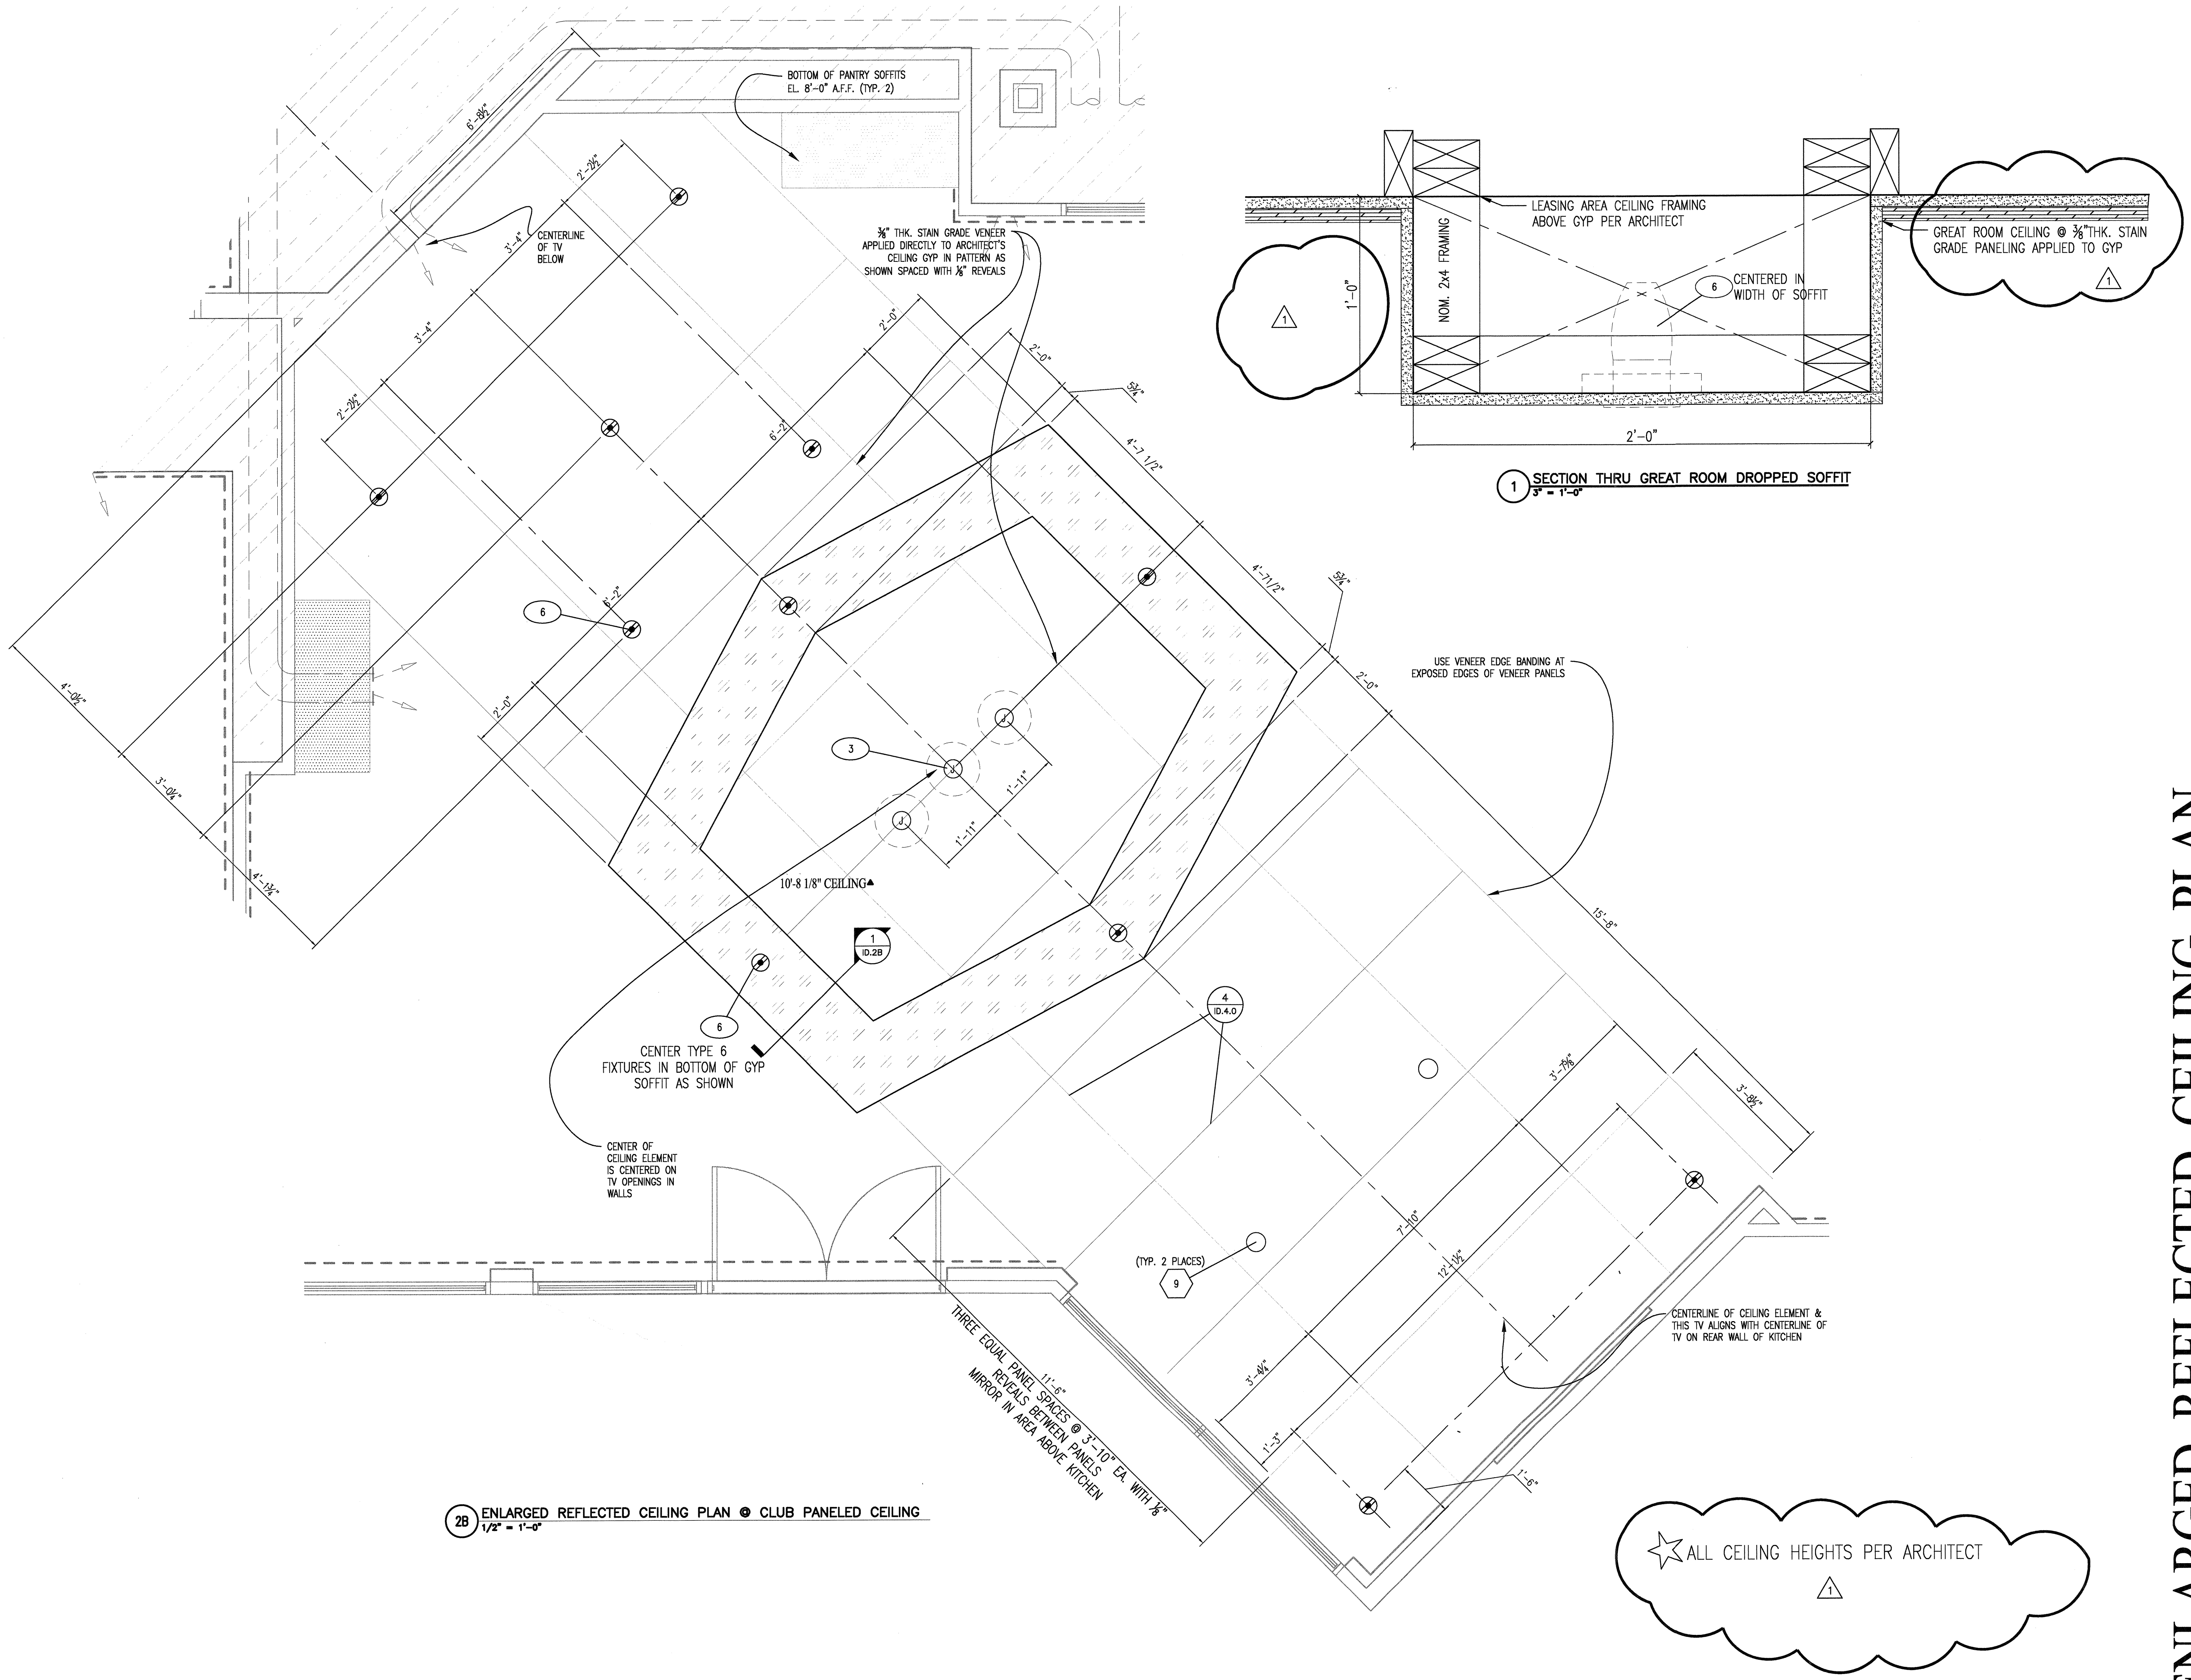 BOTTOM OF PANTRY SOFFITS
EL. 8'-0" A.F.F. (TYP. 2)
6'-8½"
2'-2½"
3'-4"
3'-4"
2'-2½"
CENTERLINE
OF TV
BELOW
⅜" THK. STAIN GRADE VENEER
APPLIED DIRECTLY TO ARCHITECT'S
CEILING GYP IN PATTERN AS
SHOWN SPACED WITH ⅛" REVEALS
2'-0"
2'-0"
5¾"
4'-7 1/2"
4'-71/2"
5¾"
2'-0"
15'-8"
3'-8½"
6'-2"
6'-2"
2'-0"
6
4'-0½"
3'-0¼"
4'-1¾"
3
J
J
J
1'-11"
1'-11"
10'-8 1/8" CEILING
1
ID.2B
6
CENTER TYPE 6
FIXTURES IN BOTTOM OF GYP
SOFFIT AS SHOWN
CENTER OF
CEILING ELEMENT
IS CENTERED ON
TV OPENINGS IN
WALLS
4
ID.4.0
USE VENEER EDGE BANDING AT
EXPOSED EDGES OF VENEER PANELS
3'-7⅝"
7'-10"
12'-1½"
3'-4¼"
1'-3"
1'-6"
(TYP. 2 PLACES)
9
CENTERLINE OF CEILING ELEMENT &
THIS TV ALIGNS WITH CENTERLINE OF
TV ON REAR WALL OF KITCHEN
11'-6"
THREE EQUAL PANEL SPACES @ 3'-10" EA. WITH ⅛"
REVEALS BETWEEN PANELS
MIRROR IN AREA ABOVE KITCHEN
2B
ENLARGED REFLECTED CEILING PLAN @ CLUB PANELED CEILING
1/2" = 1'-0"
LEASING AREA CEILING FRAMING
ABOVE GYP PER ARCHITECT
NOM. 2x4 FRAMING
1'-0"
6
CENTERED IN
WIDTH OF SOFFIT
GREAT ROOM CEILING @ ⅜"THK. STAIN
GRADE PANELING APPLIED TO GYP
1
1
2'-0"
1
SECTION THRU GREAT ROOM DROPPED SOFFIT
3" = 1'-0"
ALL CEILING HEIGHTS PER ARCHITECT
1
ENLARGED REFLECTED CEILING PLAN